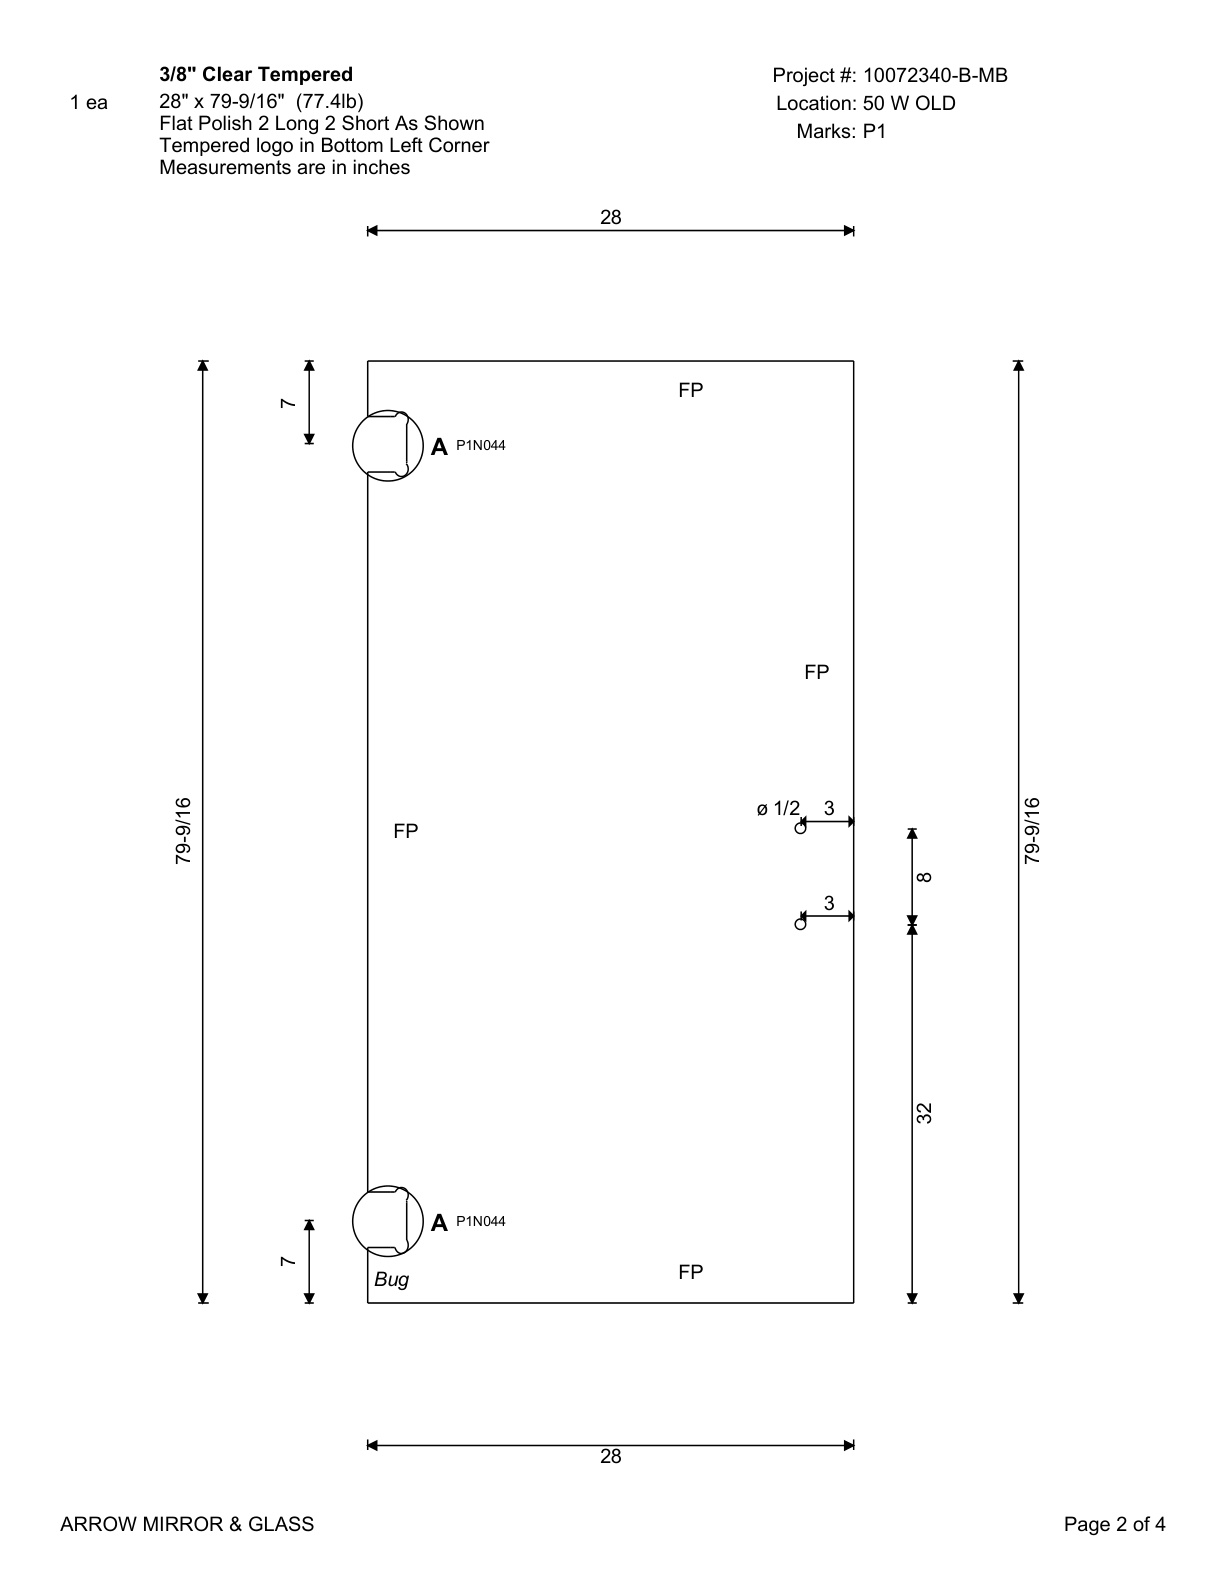 3/8" Clear Tempered
1 ea
28" x 79-9/16"  (77.4lb)
Flat Polish 2 Long 2 Short As Shown
Tempered logo in Bottom Left Corner
Measurements are in inches
Project #: 10072340-B-MB
Location: 50 W OLD
Marks: P1
28
7
FP
A P1N044
FP
79-9/16
FP
ø 1/2
3
8
79-9/16
3
32
A P1N044
7
Bug
FP
28
ARROW MIRROR & GLASS
Page 2 of 4